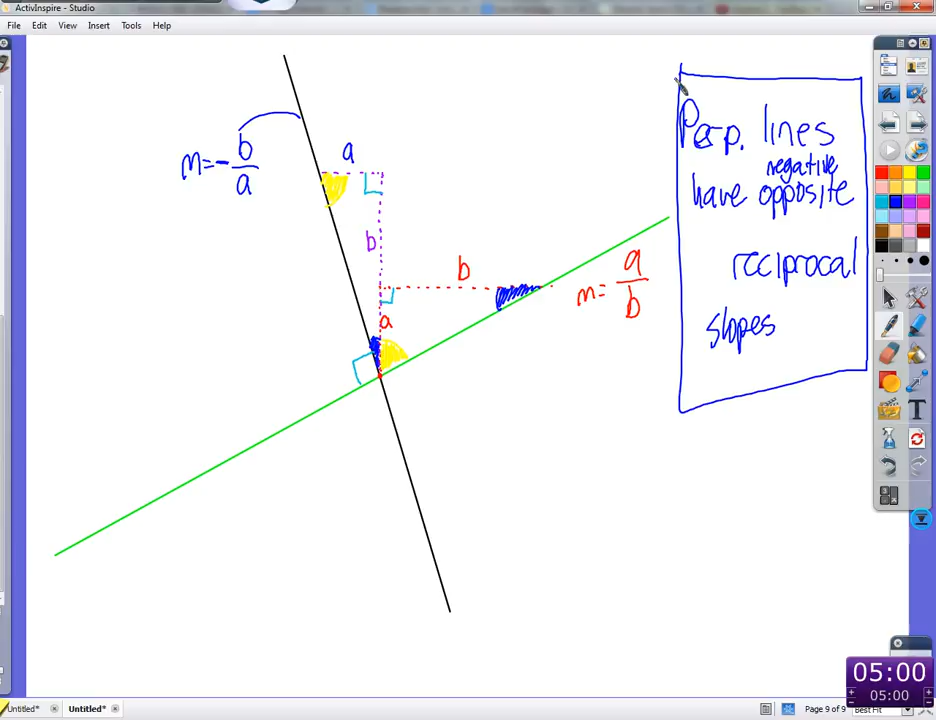 ActivInspire - Studio
File Edit View Insert Tools Help
m=-b/a
a
b
b
a
m=a/b
Perp. lines
negative
have opposite
reciprocal
slopes
T
05:00
05:00
Untitled* Untitled*
Page 9 of 9 Best Fit